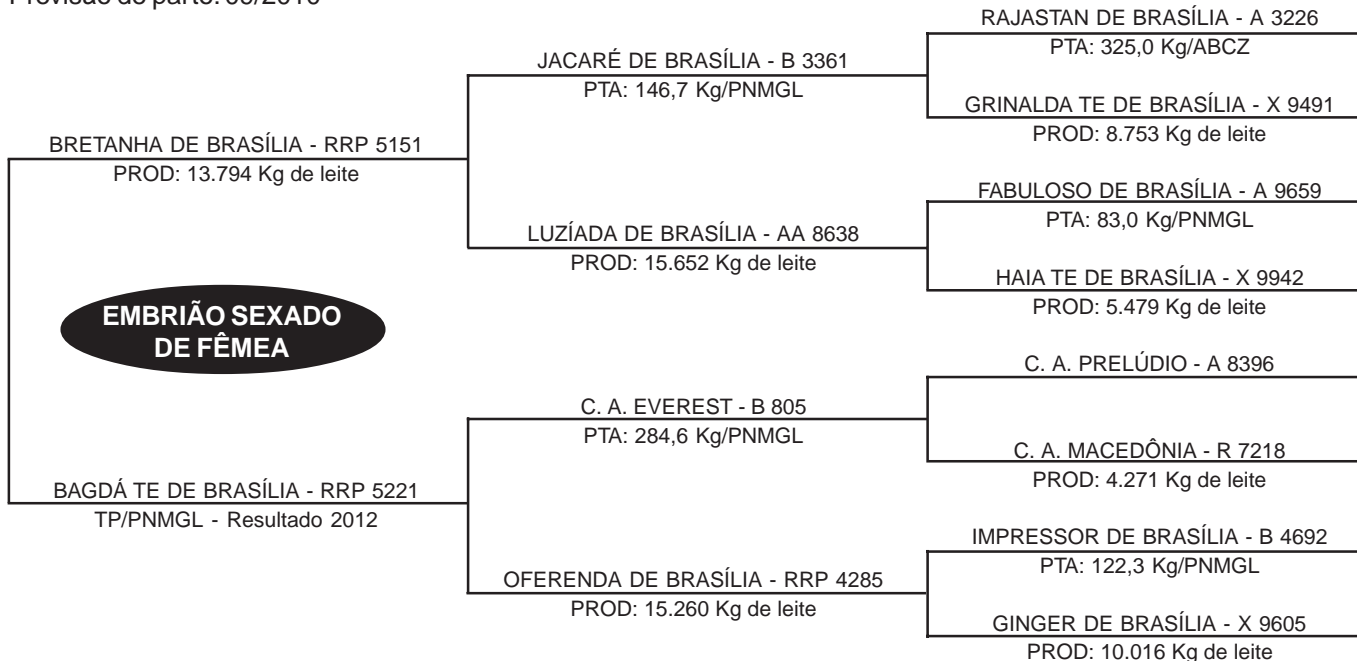 RAJASTAN DE BRASÍLIA - A 3226
PTA: 325,0 Kg/ABCZ
JACARÉ DE BRASÍLIA - B 3361
PTA: 146,7 Kg/PNMGL
GRINALDA TE DE BRASÍLIA - X 9491
PROD: 8.753 Kg de leite
BRETANHA DE BRASÍLIA - RRP 5151
PROD: 13.794 Kg de leite
FABULOSO DE BRASÍLIA - A 9659
PTA: 83,0 Kg/PNMGL
LUZÍADA DE BRASÍLIA - AA 8638
PROD: 15.652 Kg de leite
HAIA TE DE BRASÍLIA - X 9942
PROD: 5.479 Kg de leite
EMBRIÃO SEXADO
DE FÊMEA
C. A. PRELÚDIO - A 8396
C. A. EVEREST - B 805
PTA: 284,6 Kg/PNMGL
C. A. MACEDÔNIA - R 7218
PROD: 4.271 Kg de leite
BAGDÁ TE DE BRASÍLIA - RRP 5221
TP/PNMGL - Resultado 2012
IMPRESSOR DE BRASÍLIA - B 4692
PTA: 122,3 Kg/PNMGL
OFERENDA DE BRASÍLIA - RRP 4285
PROD: 15.260 Kg de leite
GINGER DE BRASÍLIA - X 9605
PROD: 10.016 Kg de leite